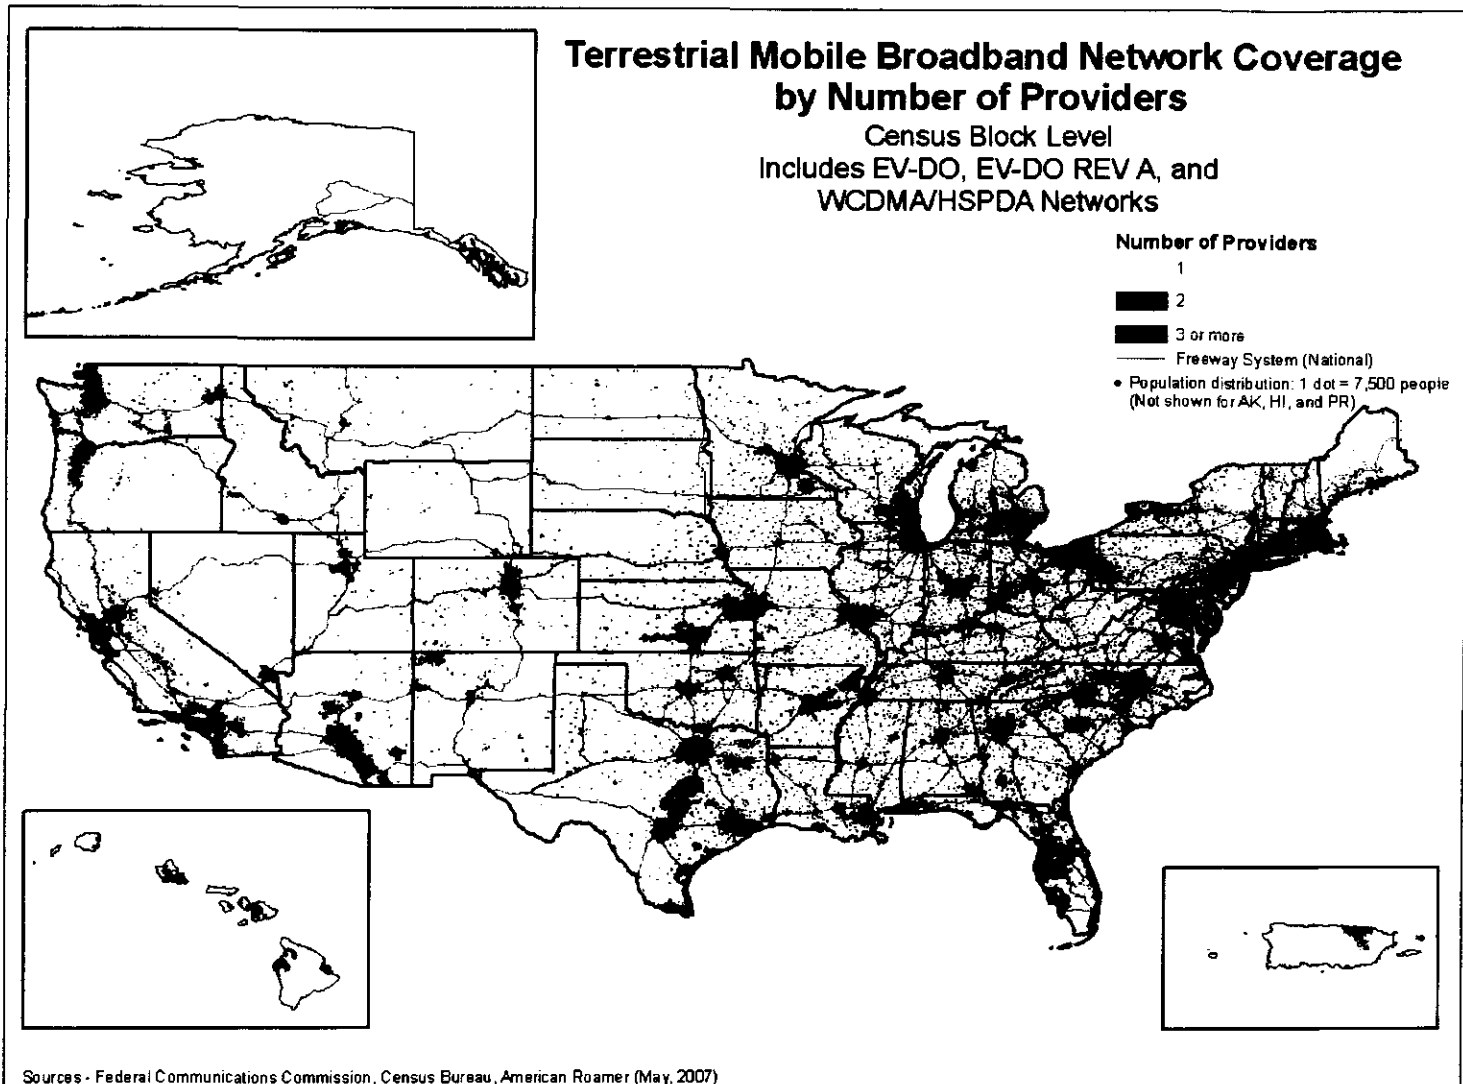 Terrestrial Mobile Broadband Network Coverage
by Number of Providers
Census Block Level
Includes EV-DO, EV-DO REV A, and
WCDMA/HSPDA Networks
Number of Providers
1
2
3 or more
Freeway System (National)
Population distribution: 1 dot = 7,500 people
(Not shown for AK, HI, and PR)
Sources - Federal Communications Commission, Census Bureau, American Roamer (May, 2007)